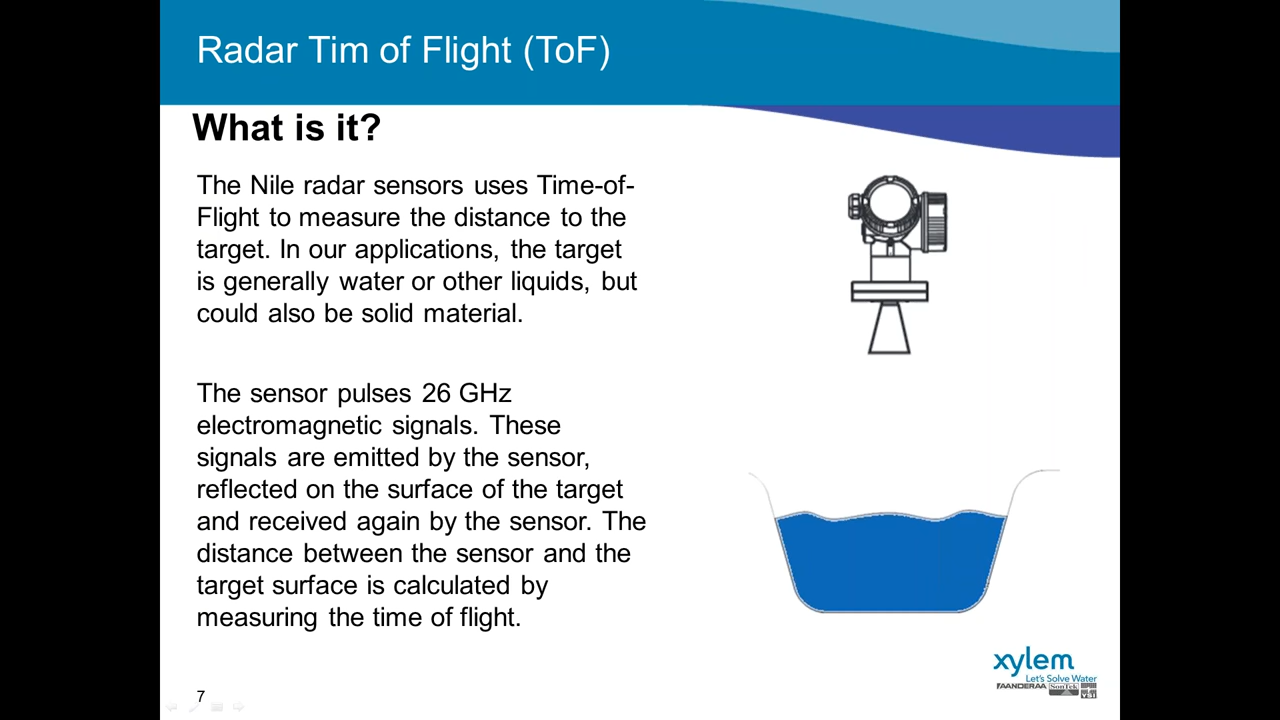 Radar Tim of Flight (ToF)
What is it?
The Nile radar sensors uses Time-of-
Flight to measure the distance to the
target. In our applications, the target
is generally water or other liquids, but
could also be solid material.
The sensor pulses 26 GHz
electromagnetic signals. These
signals are emitted by the sensor,
reflected on the surface of the target
and received again by the sensor. The
distance between the sensor and the
target surface is calculated by
measuring the time of flight.
xylem
Let's Solve Water
AANDERAA SonTek YSI
7